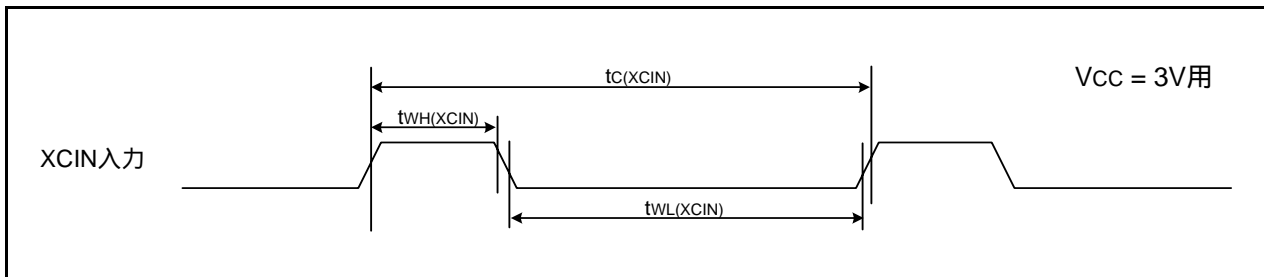 tC(XCIN)
VCC = 3V用
tWH(XCIN)
XCIN入力
tWL(XCIN)